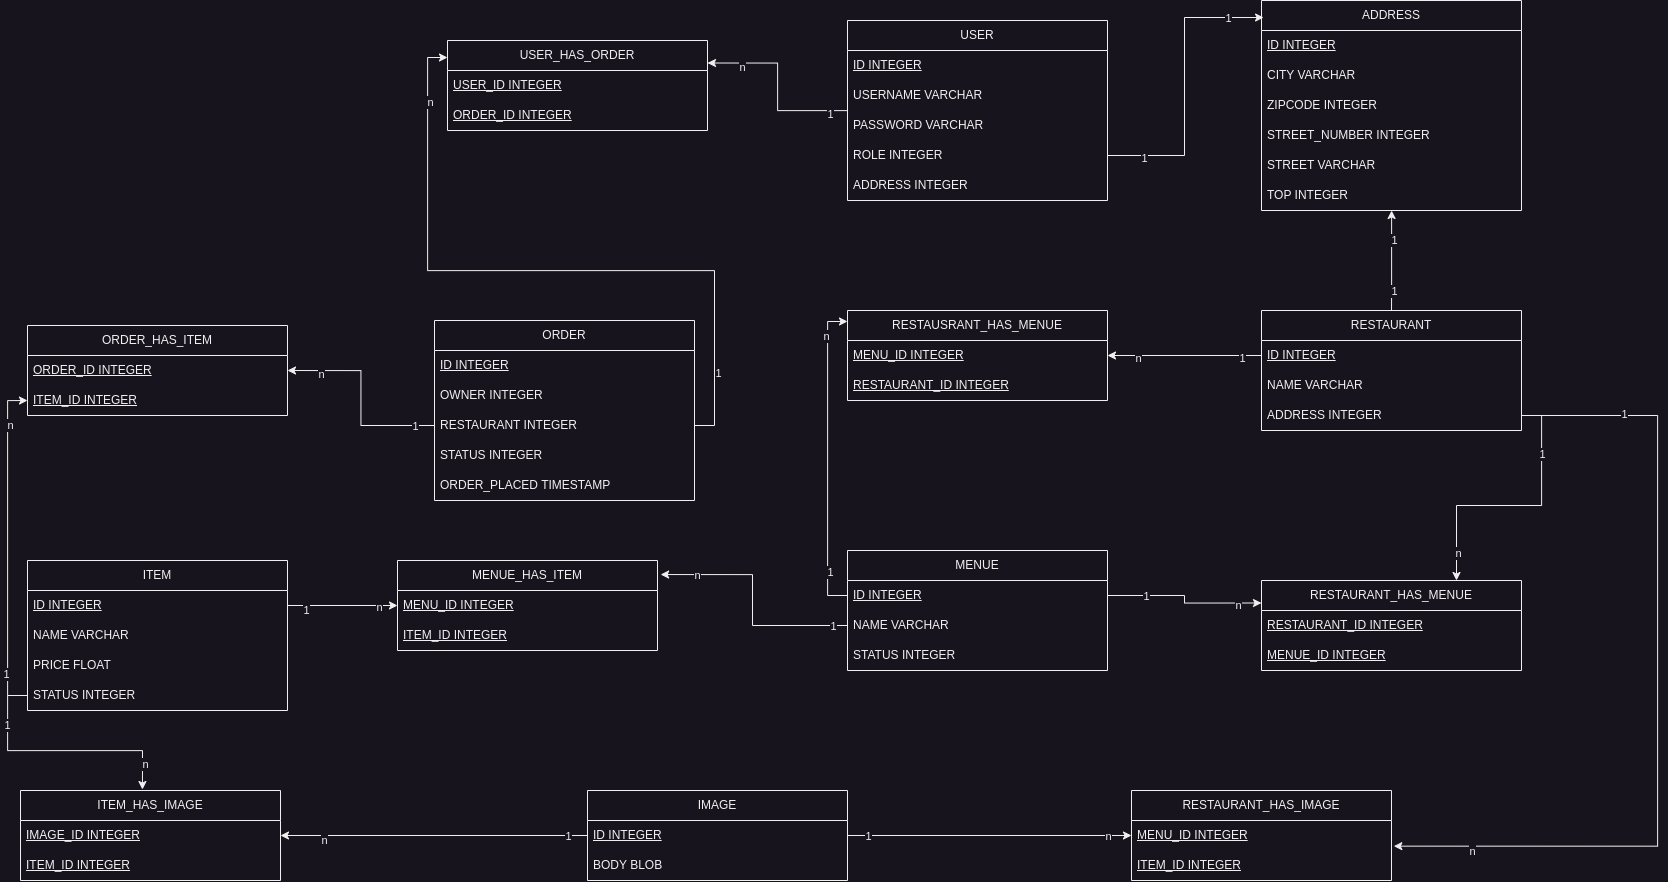 USER_HAS_ORDER
USER_ID INTEGER
ORDER_ID INTEGER
n
n
1
USER
ID INTEGER
USERNAME VARCHAR
PASSWORD VARCHAR
ROLE INTEGER
ADDRESS INTEGER
1
1
ADDRESS
ID INTEGER
CITY VARCHAR
ZIPCODE INTEGER
STREET_NUMBER INTEGER
STREET VARCHAR
TOP INTEGER
1
1
ORDER_HAS_ITEM
ORDER_ID INTEGER
ITEM_ID INTEGER
n
n
1
ORDER
ID INTEGER
OWNER INTEGER
RESTAURANT INTEGER
STATUS INTEGER
ORDER_PLACED TIMESTAMP
1
n
RESTAUSRANT_HAS_MENUE
MENU_ID INTEGER
RESTAURANT_ID INTEGER
n
1
RESTAURANT
ID INTEGER
NAME VARCHAR
ADDRESS INTEGER
1
1
n
ITEM
ID INTEGER
NAME VARCHAR
PRICE FLOAT
STATUS INTEGER
1
n
1
1
MENUE_HAS_ITEM
MENU_ID INTEGER
ITEM_ID INTEGER
n
1
1
MENUE
ID INTEGER
NAME VARCHAR
STATUS INTEGER
1
n
RESTAURANT_HAS_MENUE
RESTAURANT_ID INTEGER
MENUE_ID INTEGER
n
ITEM_HAS_IMAGE
IMAGE_ID INTEGER
ITEM_ID INTEGER
n
1
IMAGE
ID INTEGER
BODY BLOB
1
n
RESTAURANT_HAS_IMAGE
MENU_ID INTEGER
ITEM_ID INTEGER
n